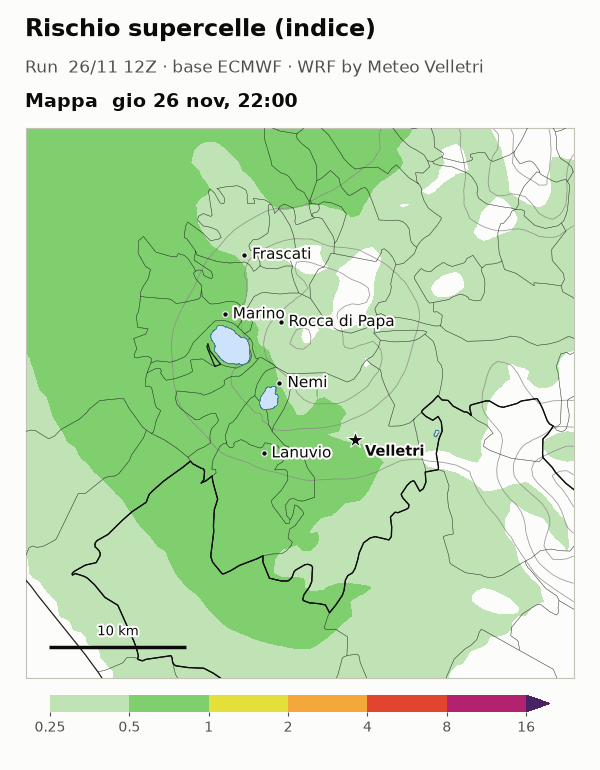 Rischio supercelle (indice)
Run  26/11 12Z · base ECMWF · WRF by Meteo Velletri
Mappa  gio 26 nov, 22:00
Frascati
Marino
Rocca di Papa
Nemi
Velletri
Lanuvio
10 km
0.25 0.5 1 2 4 8 16